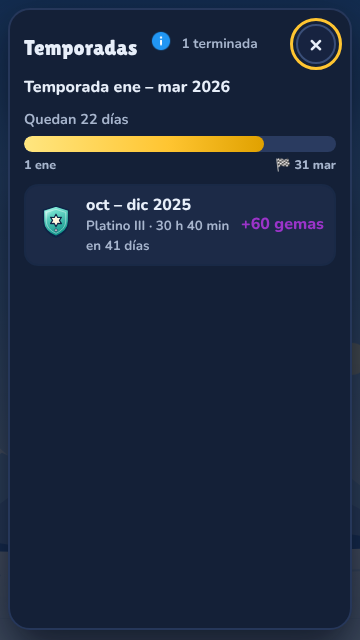 Temporadas
1 terminada
Temporada ene – mar 2026
Quedan 22 días
1 ene
31 mar
oct – dic 2025
Platino III · 30 h 40 min
en 41 días
+60 gemas